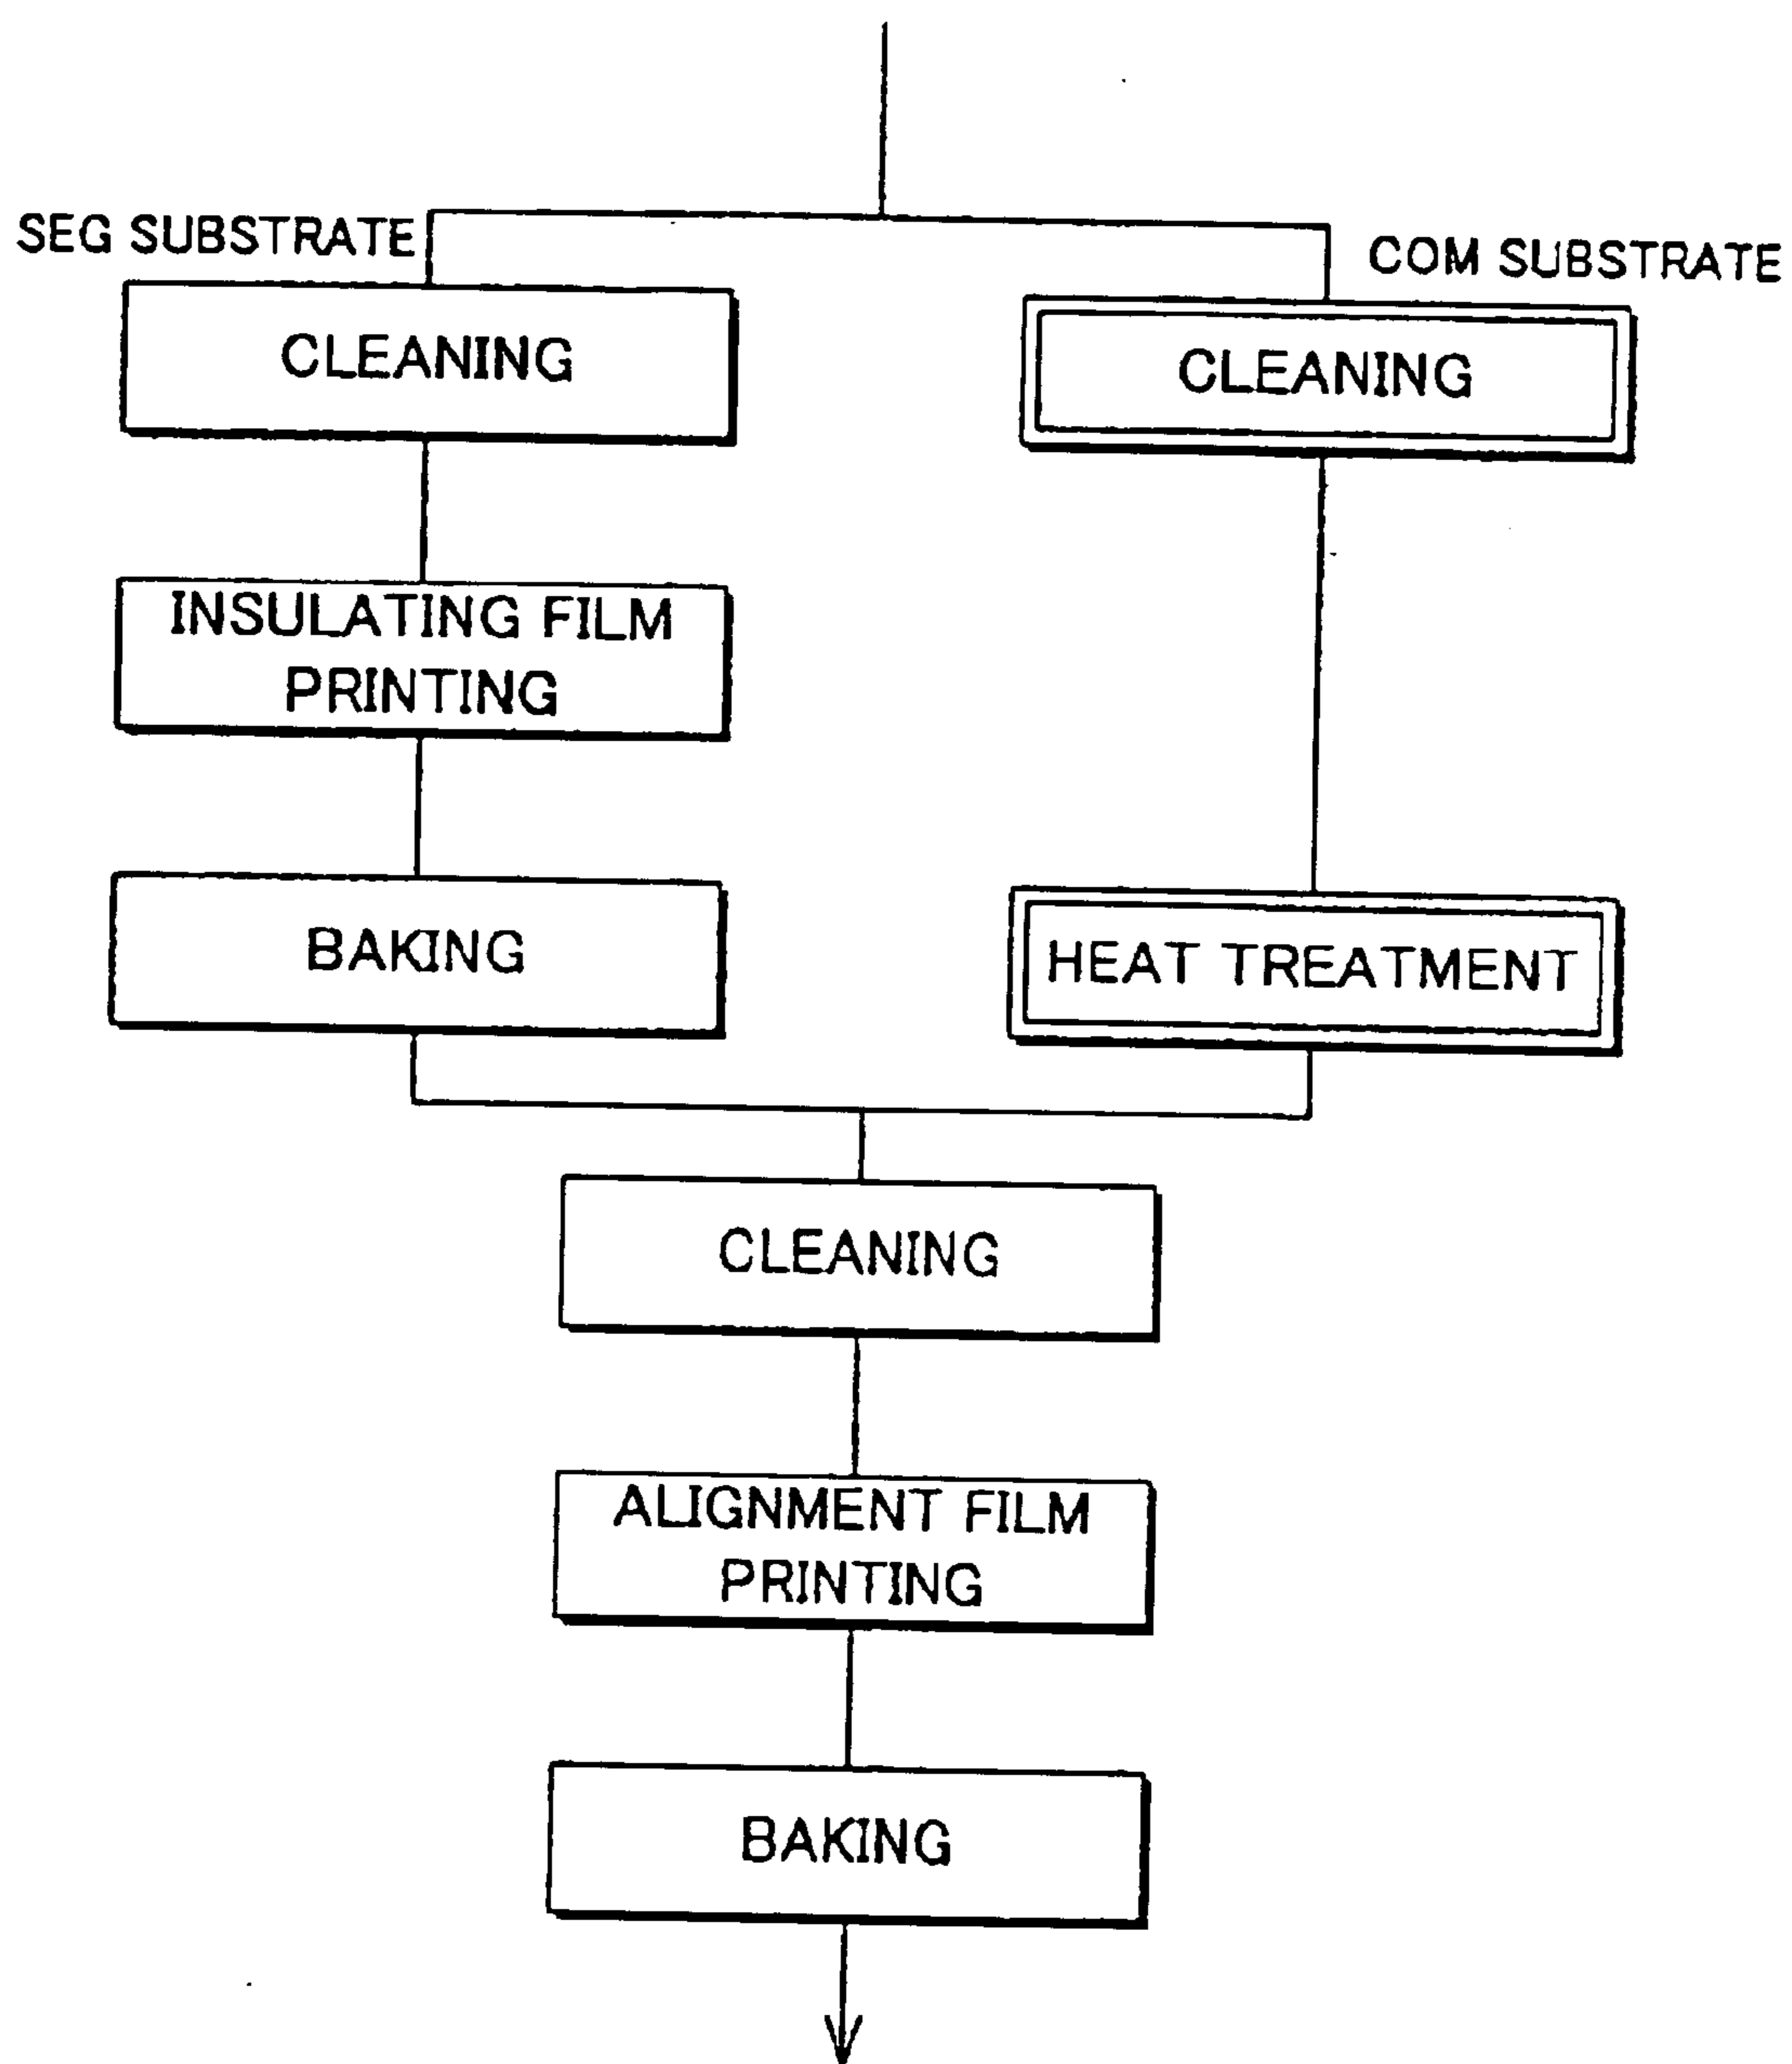 SEG SUBSTRATE
COM SUBSTRATE
CLEANING
CLEANING
INSULATING FILM
PRINTING
BAKING
HEAT TREATMENT
CLEANING
ALIGNMENT FILM
PRINTING
BAKING